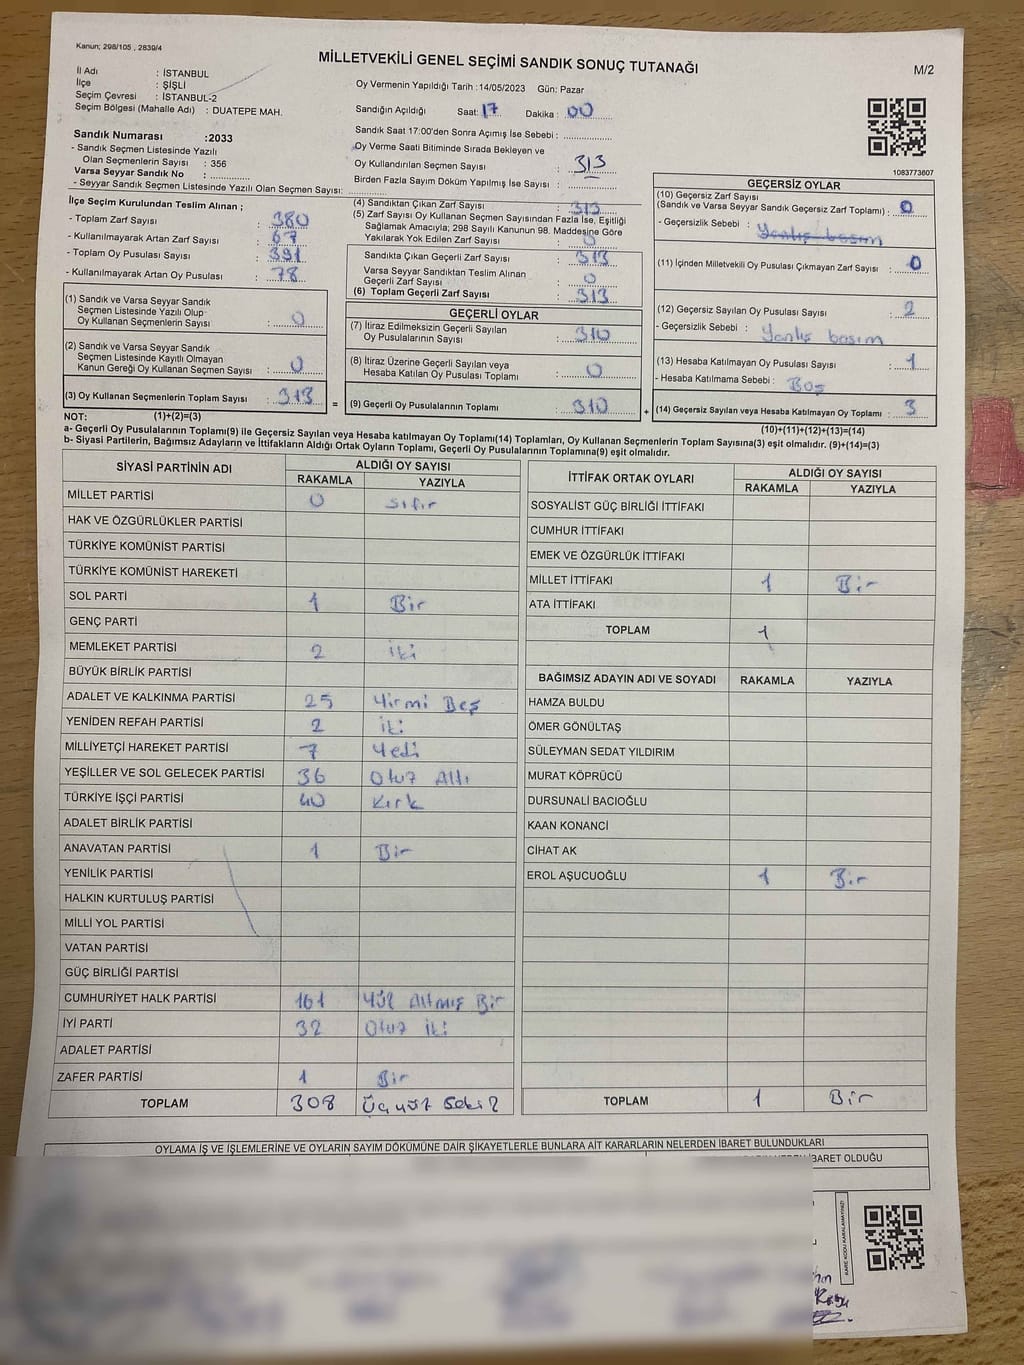 Kanun; 298/105 , 2839/4
MİLLETVEKİLİ GENEL SEÇİMİ SANDIK SONUÇ TUTANAĞI
M/2
İl Adı : İSTANBUL
İlçe : ŞİŞLİ
Seçim Çevresi : İSTANBUL-2
Seçim Bölgesi (Mahalle Adı) : DUATEPE MAH.
Oy Vermenin Yapıldığı Tarih :14/05/2023 Gün: Pazar
Sandığın Açıldığı Saat: 17 Dakika : 00
Sandık Saat 17:00'den Sonra Açımış İse Sebebi : ..................
Oy Verme Saati Bitiminde Sırada Bekleyen ve
Oy Kullandırılan Seçmen Sayısı : 313
Birden Fazla Sayım Döküm Yapılmış İse Sayısı : ..................
Sandık Numarası :2033
- Sandık Seçmen Listesinde Yazılı
Olan Seçmenlerin Sayısı : 356
Varsa Seyyar Sandık No : ..................
- Seyyar Sandık Seçmen Listesinde Yazılı Olan Seçmen Sayısı: ..................
1083773607
İlçe Seçim Kurulundan Teslim Alınan ;
- Toplam Zarf Sayısı : 380
- Kullanılmayarak Artan Zarf Sayısı : 67
- Toplam Oy Pusulası Sayısı : 391
- Kullanılmayarak Artan Oy Pusulası : 78
(4) Sandıktan Çıkan Zarf Sayısı : 313
(5) Zarf Sayısı Oy Kullanan Seçmen Sayısından Fazla İse, Eşitliği
Sağlamak Amacıyla; 298 Sayılı Kanunun 98. Maddesine Göre
Yakılarak Yok Edilen Zarf Sayısı : 0
Sandıkta Çıkan Geçerli Zarf Sayısı : 313
Varsa Seyyar Sandıktan Teslim Alınan
Geçerli Zarf Sayısı : 0
(6) Toplam Geçerli Zarf Sayısı : 313
GEÇERSİZ OYLAR
(10) Geçersiz Zarf Sayısı
(Sandık ve Varsa Seyyar Sandık Geçersiz Zarf Toplamı) : 0
- Geçersizlik Sebebi : Yanlış basım
(11) İçinden Milletvekili Oy Pusulası Çıkmayan Zarf Sayısı : 0
(12) Geçersiz Sayılan Oy Pusulası Sayısı : 2
- Geçersizlik Sebebi : Yanlış basım
(13) Hesaba Katılmayan Oy Pusulası Sayısı : 1
- Hesaba Katılmama Sebebi : Boş
(14) Geçersiz Sayılan veya Hesaba Katılmayan Oy Toplamı : 3
(10)+(11)+(12)+(13)=(14)
(1) Sandık ve Varsa Seyyar Sandık
Seçmen Listesinde Yazılı Olup
Oy Kullanan Seçmenlerin Sayısı : 0
(2) Sandık ve Varsa Seyyar Sandık
Seçmen Listesinde Kayıtlı Olmayan
Kanun Gereği Oy Kullanan Seçmen Sayısı : 0
(3) Oy Kullanan Seçmenlerin Toplam Sayısı : 313 =
GEÇERLİ OYLAR
(7) İtiraz Edilmeksizin Geçerli Sayılan
Oy Pusulalarının Sayısı : 310
(8) İtiraz Üzerine Geçerli Sayılan veya
Hesaba Katılan Oy Pusulası Toplamı : 0
(9) Geçerli Oy Pusulalarının Toplamı : 310 +
NOT: (1)+(2)=(3)
a- Geçerli Oy Pusulalarının Toplamı(9) ile Geçersiz Sayılan veya Hesaba katılmayan Oy Toplamı(14) Toplamları, Oy Kullanan Seçmenlerin Toplam Sayısına(3) eşit olmalıdır. (9)+(14)=(3)
b- Siyasi Partilerin, Bağımsız Adayların ve İttifakların Aldığı Ortak Oyların Toplamı, Geçerli Oy Pusulalarının Toplamına(9) eşit olmalıdır.
SİYASİ PARTİNİN ADI ALDIĞI OY SAYISI
RAKAMLA YAZIYLA
MİLLET PARTİSİ 0 Sıfır
HAK VE ÖZGÜRLÜKLER PARTİSİ
TÜRKİYE KOMÜNİST PARTİSİ
TÜRKİYE KOMÜNİST HAREKETİ
SOL PARTİ 1 Bir
GENÇ PARTİ
MEMLEKET PARTİSİ 2 iki
BÜYÜK BİRLİK PARTİSİ
ADALET VE KALKINMA PARTİSİ 25 Yirmi Beş
YENİDEN REFAH PARTİSİ 2 iki
MİLLİYETÇİ HAREKET PARTİSİ 7 Yedi
YEŞİLLER VE SOL GELECEK PARTİSİ 36 Otuz Altı
TÜRKİYE İŞÇİ PARTİSİ 40 Kırk
ADALET BİRLİK PARTİSİ
ANAVATAN PARTİSİ 1 Bir
YENİLİK PARTİSİ
HALKIN KURTULUŞ PARTİSİ
MİLLİ YOL PARTİSİ
VATAN PARTİSİ
GÜÇ BİRLİĞİ PARTİSİ
CUMHURİYET HALK PARTİSİ 161 Yüz Altmış Bir
İYİ PARTİ 32 Otuz iki
ADALET PARTİSİ
ZAFER PARTİSİ 1 Bir
TOPLAM 308 Üçyüz Sekiz
İTTİFAK ORTAK OYLARI ALDIĞI OY SAYISI
RAKAMLA YAZIYLA
SOSYALİST GÜÇ BİRLİĞİ İTTİFAKI
CUMHUR İTTİFAKI
EMEK VE ÖZGÜRLÜK İTTİFAKI
MİLLET İTTİFAKI 1 Bir
ATA İTTİFAKI
TOPLAM 1
BAĞIMSIZ ADAYIN ADI VE SOYADI RAKAMLA YAZIYLA
HAMZA BULDU
ÖMER GÖNÜLTAŞ
SÜLEYMAN SEDAT YILDIRIM
MURAT KÖPRÜCÜ
DURSUNALİ BACIOĞLU
KAAN KONANCİ
CİHAT AK
EROL AŞUCUOĞLU 1 Bir
TOPLAM 1 Bir
OYLAMA İŞ VE İŞLEMLERİNE VE OYLARIN SAYIM DÖKÜMÜNE DAİR ŞİKAYETLERLE BUNLARA AİT KARARLARIN NELERDEN İBARET BULUNDUKLARI
İBARET OLDUĞU
KARE KODU KARALAMAYINIZ!